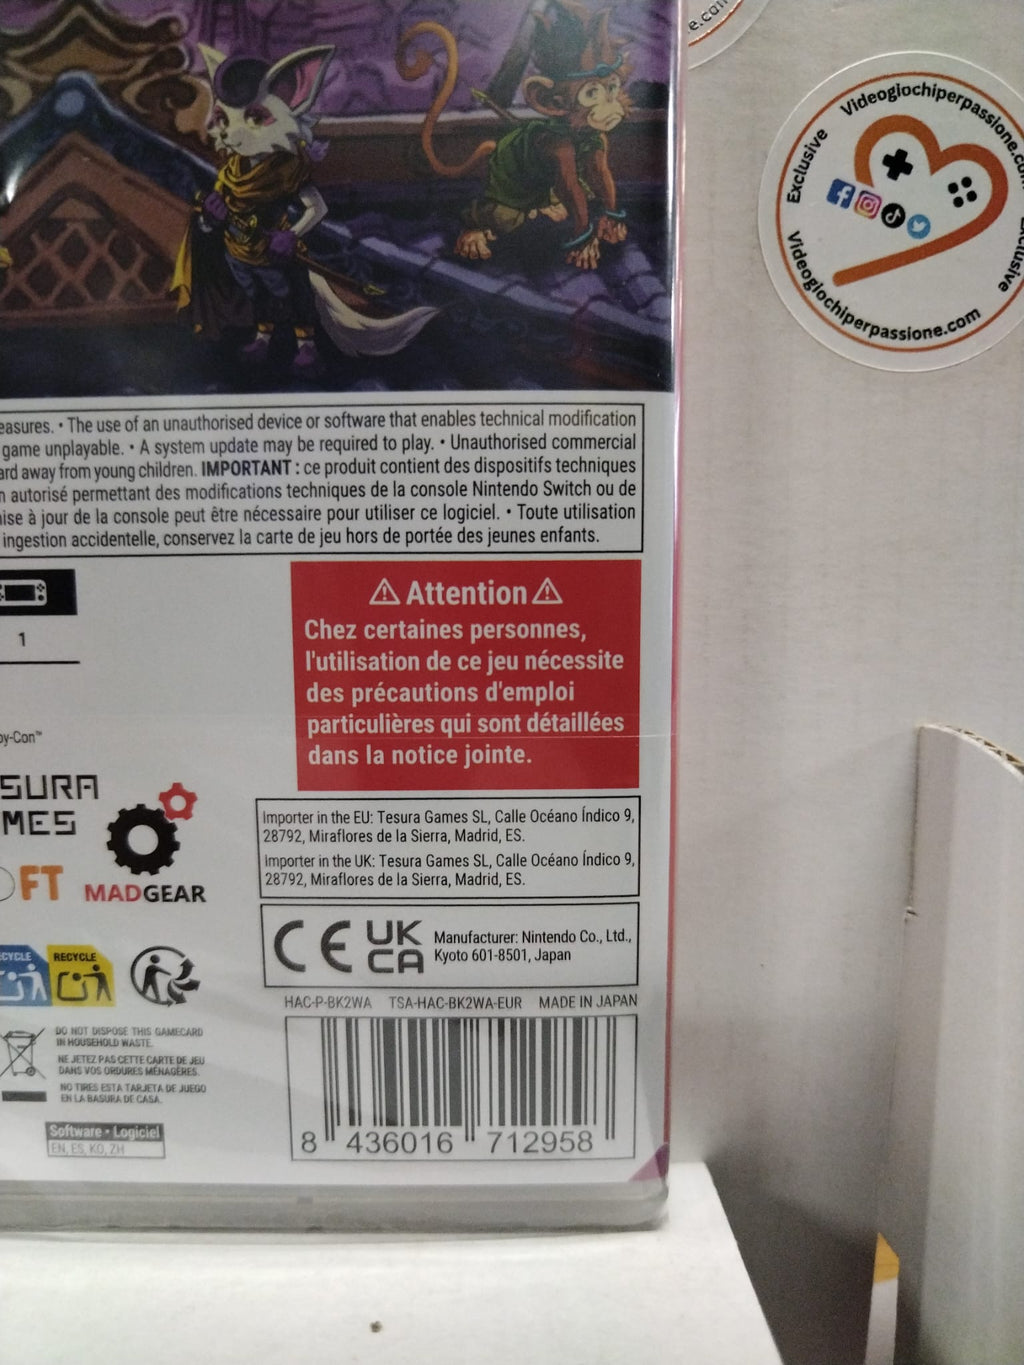 Exclusive
Videogiochiperpassione.com
Videogiochiperpassione.com
easures. • The use of an unauthorised device or software that enables technical modification
game unplayable. • A system update may be required to play. • Unauthorised commercial
ard away from young children. IMPORTANT : ce produit contient des dispositifs techniques
n autorisé permettant des modifications techniques de la console Nintendo Switch ou de
nise à jour de la console peut être nécessaire pour utiliser ce logiciel. • Toute utilisation
ingestion accidentelle, conservez la carte de jeu hors de portée des jeunes enfants.
1
oy-Con™
⚠ Attention ⚠
Chez certaines personnes,
l'utilisation de ce jeu nécessite
des précautions d'emploi
particulières qui sont détaillées
dans la notice jointe.
SURA
MES
FT
MADGEAR
Importer in the EU: Tesura Games SL, Calle Océano Índico 9,
28792, Miraflores de la Sierra, Madrid, ES.
Importer in the UK: Tesura Games SL, Calle Océano Índico 9,
28792, Miraflores de la Sierra, Madrid, ES.
CE UK
CA
Manufacturer: Nintendo Co., Ltd.,
Kyoto 601-8501, Japan
ECYCLE
RECYCLE
HAC-P-BK2WA TSA-HAC-BK2WA-EUR MADE IN JAPAN
DO NOT DISPOSE THIS GAMECARD
IN HOUSEHOLD WASTE.
NE JETEZ PAS CETTE CARTE DE JEU
DANS VOS ORDURES MÉNAGÈRES.
NO TIRES ESTA TARJETA DE JUEGO
EN LA BASURA DE CASA.
Software • Logiciel
EN, ES, KO, ZH
8 436016 712958